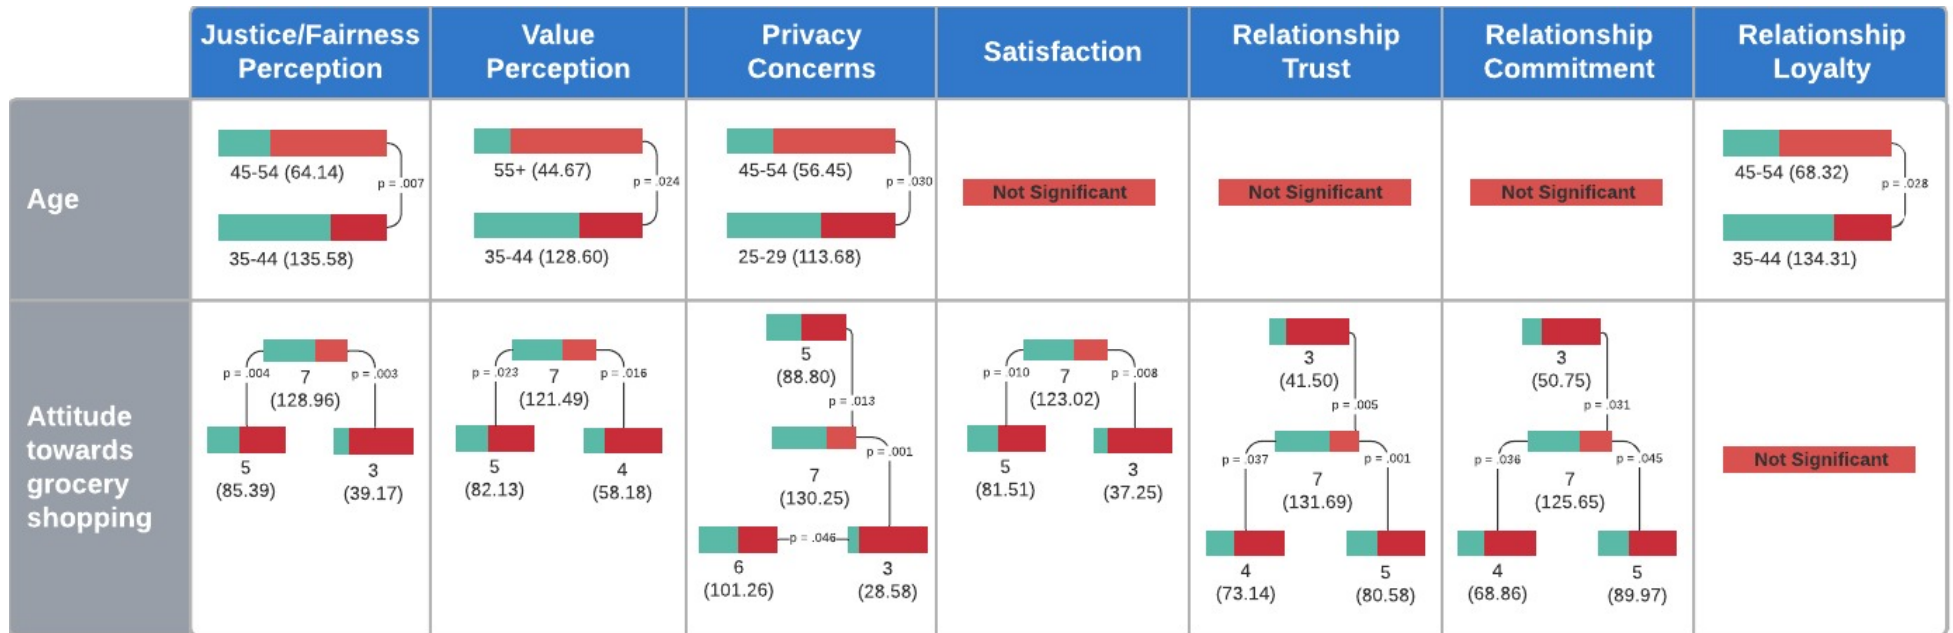 Justice/Fairness
Perception
Value
Perception
Privacy
Concerns
Satisfaction
Relationship
Trust
Relationship
Commitment
Relationship
Loyalty
Age
45-54 (64.14)
p = .007
35-44 (135.58)
55+ (44.67)
p = .024
35-44 (128.60)
45-54 (56.45)
p = .030
25-29 (113.68)
Not Significant
Not Significant
Not Significant
45-54 (68.32)
p = .028
35-44 (134.31)
Attitude
towards
grocery
shopping
p = .004
7
(128.96)
p = .003
5
(85.39)
3
(39.17)
p = .023
7
(121.49)
p = .016
5
(82.13)
4
(58.18)
5
(88.80)
p = .013
p = .001
7
(130.25)
p = .046
6
(101.26)
3
(28.58)
p = .010
7
(123.02)
p = .008
5
(81.51)
3
(37.25)
3
(41.50)
p = .005
p = .037
7
(131.69)
p = .001
4
(73.14)
5
(80.58)
3
(50.75)
p = .031
p = .036
7
(125.65)
p = .045
4
(68.86)
5
(89.97)
Not Significant